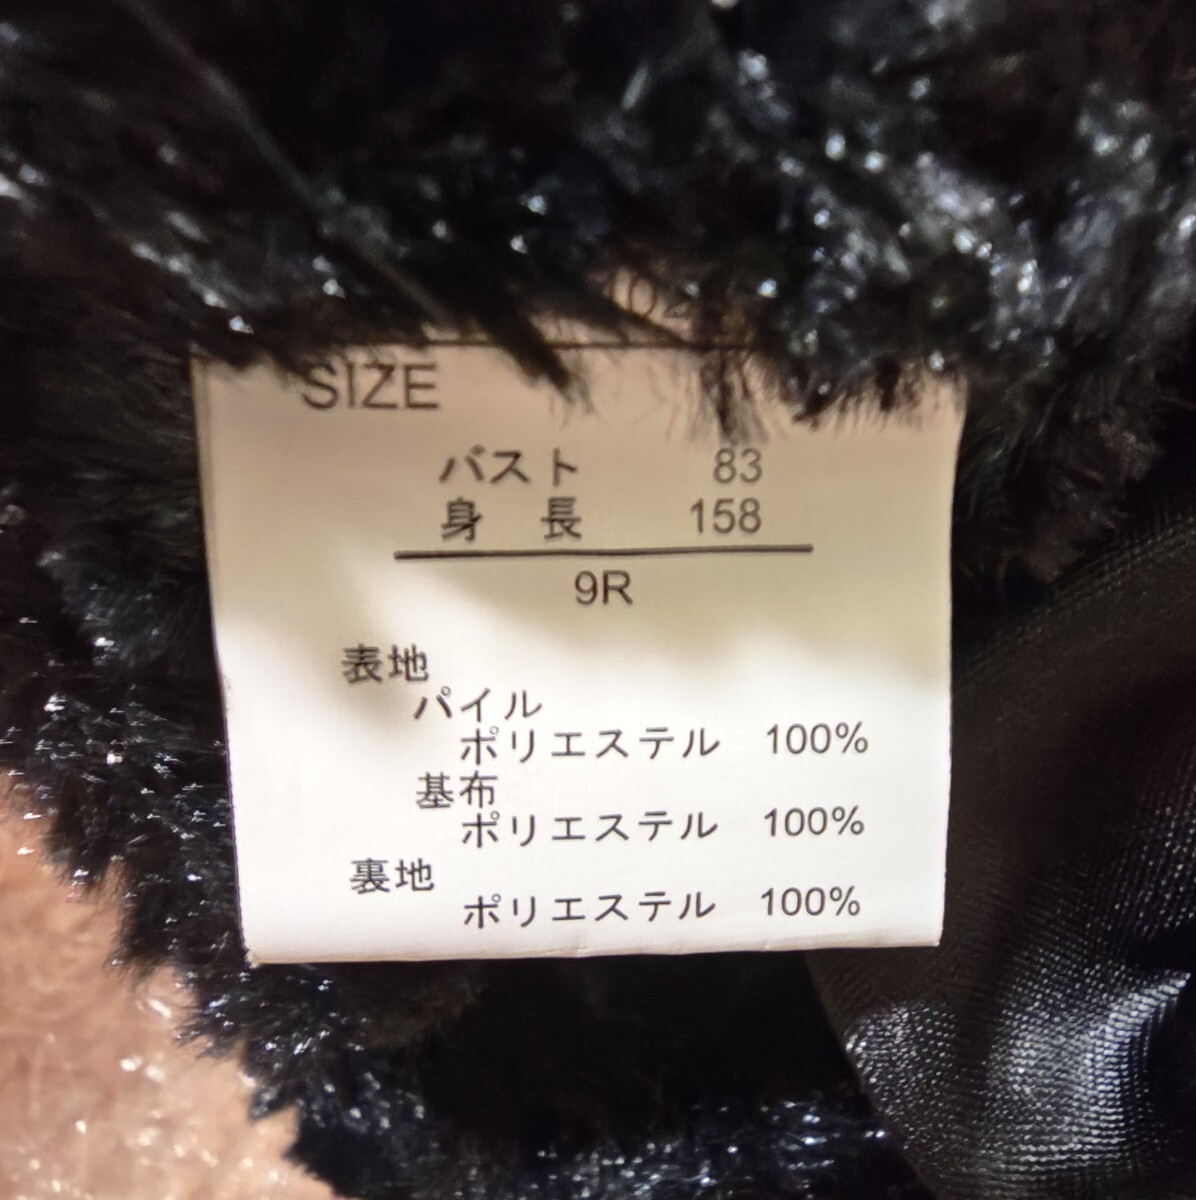 SIZE
バスト 83
身 長 158
9R
表地
パイル
ポリエステル 100%
基布
ポリエステル 100%
裏地
ポリエステル 100%